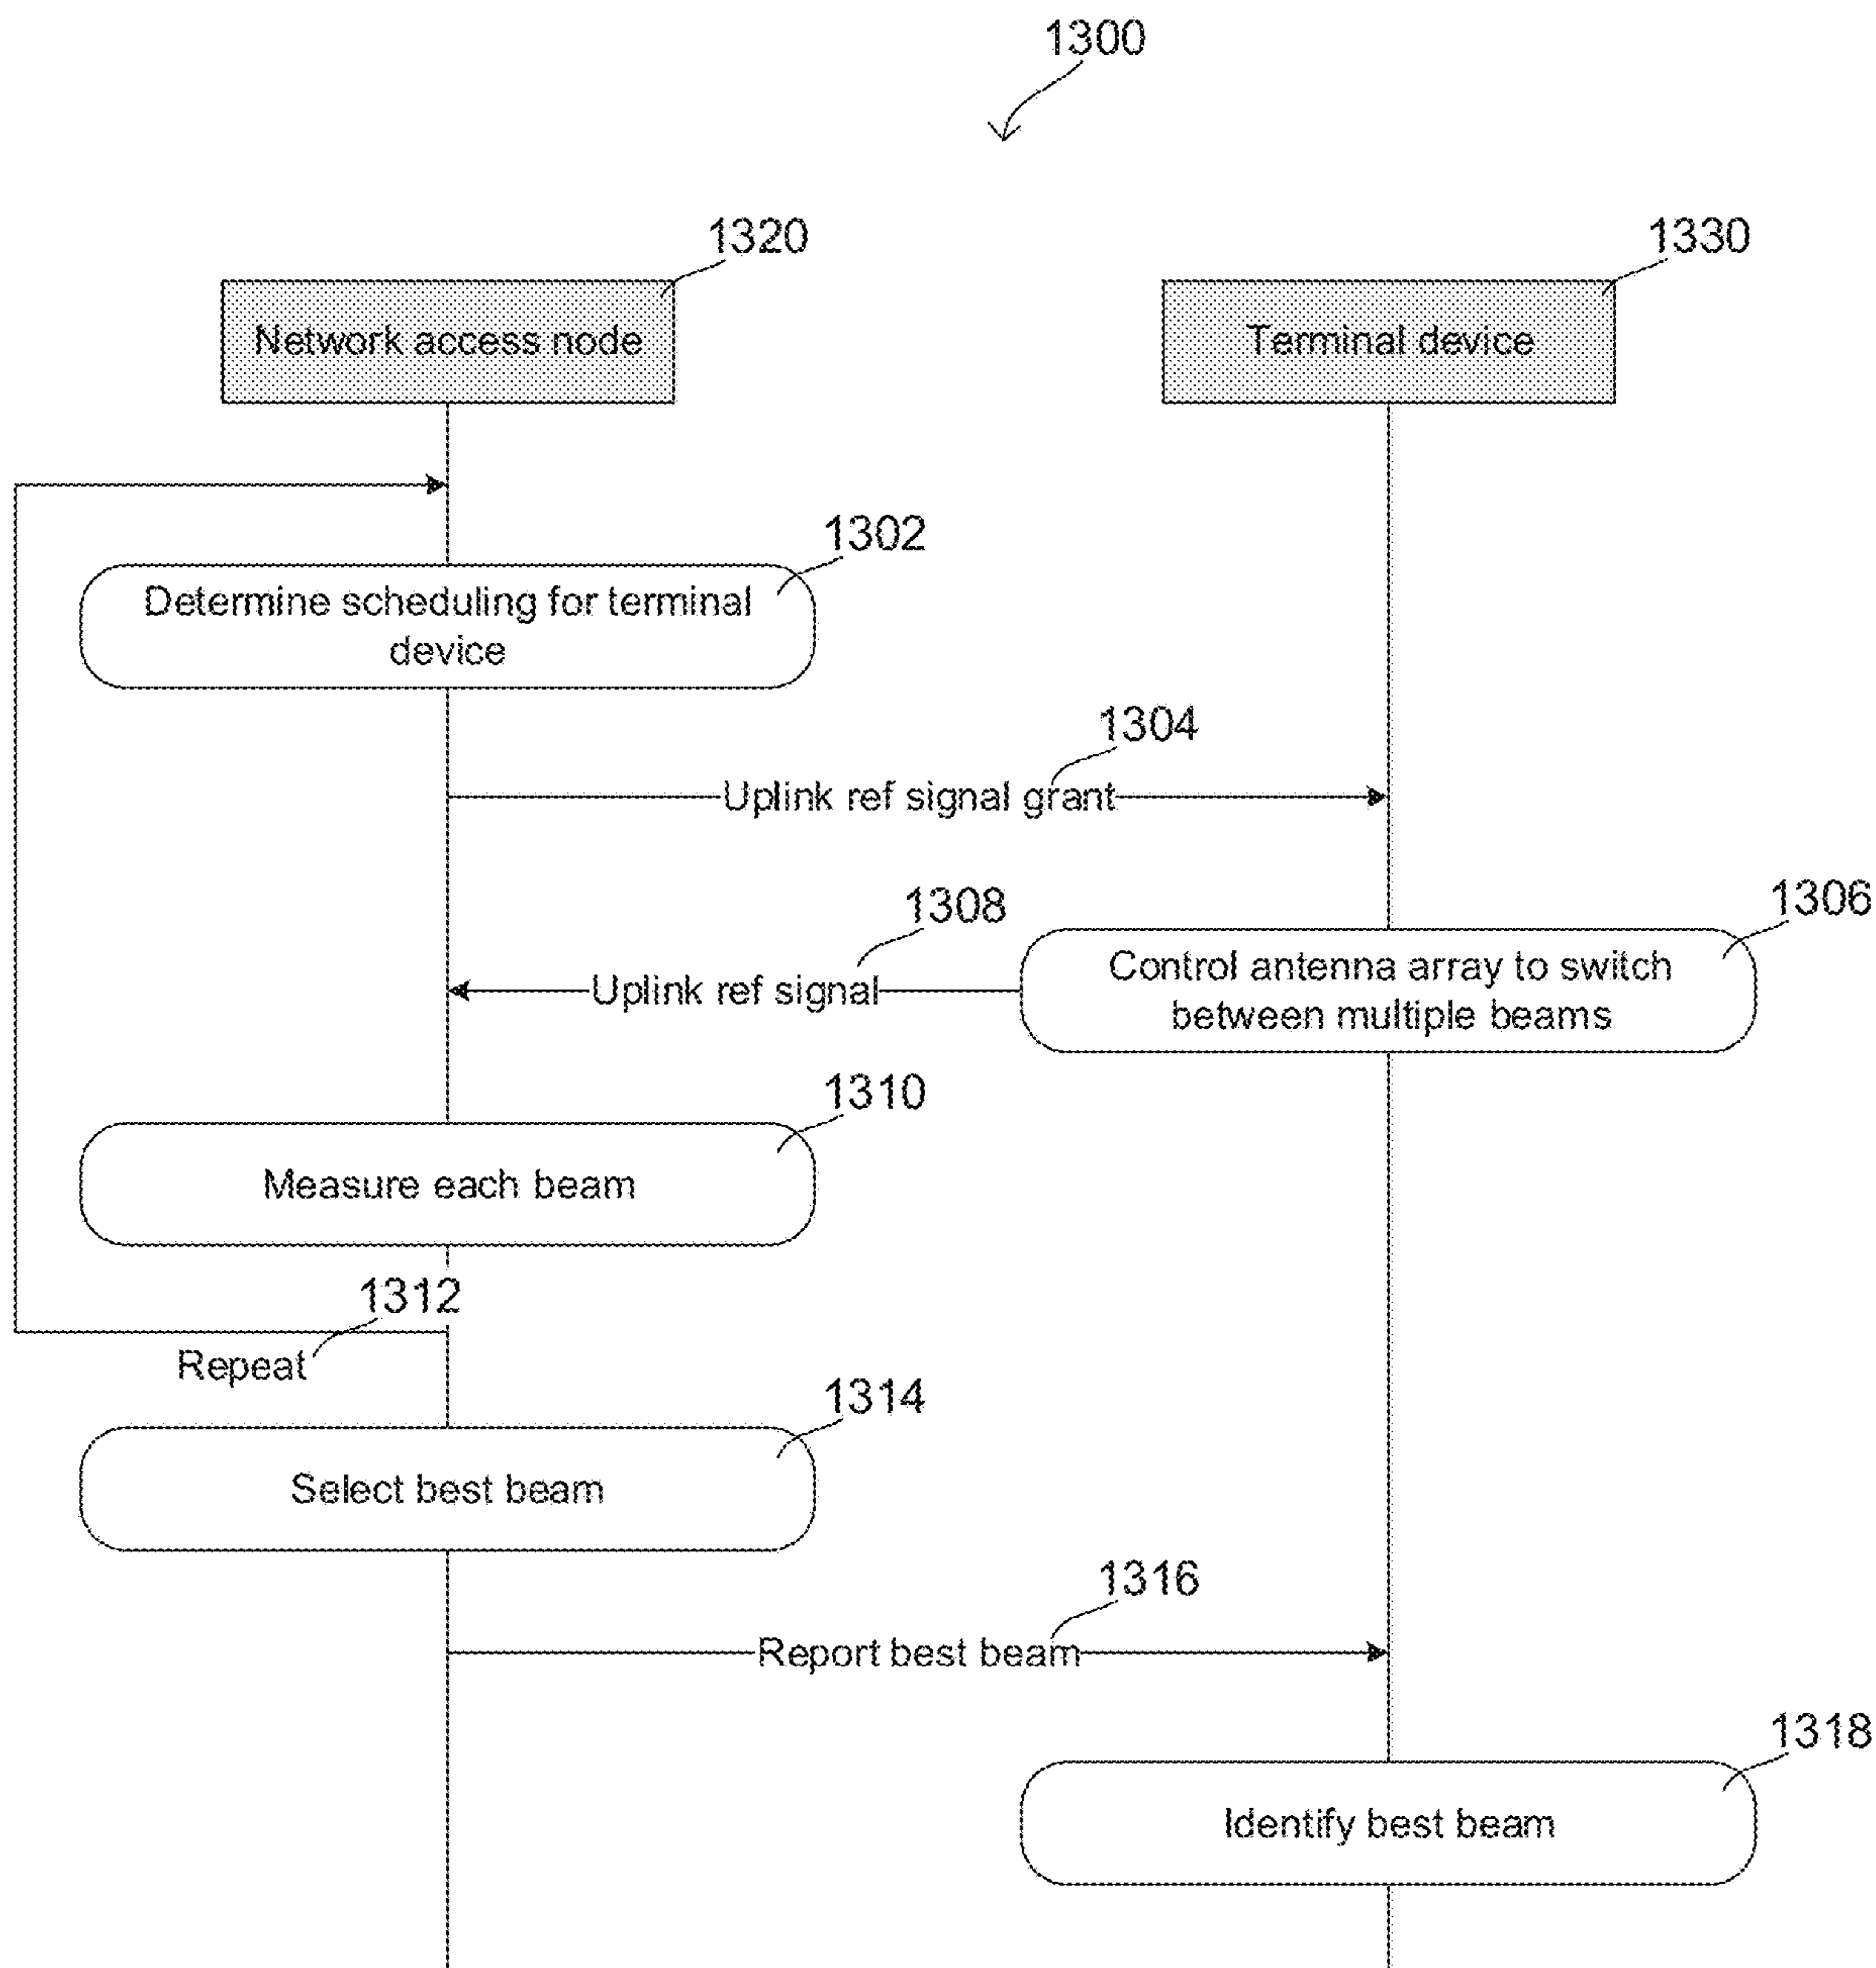 1300
1320
1330
Network access node
Terminal device
1302
Determine scheduling for terminal
device
1304
Uplink ref signal grant
1308
1306
Uplink ref signal
Control antenna array to switch
between multiple beams
1310
Measure each beam
1312
Repeat
1314
Select best beam
1316
Report best beam
1318
Identify best beam